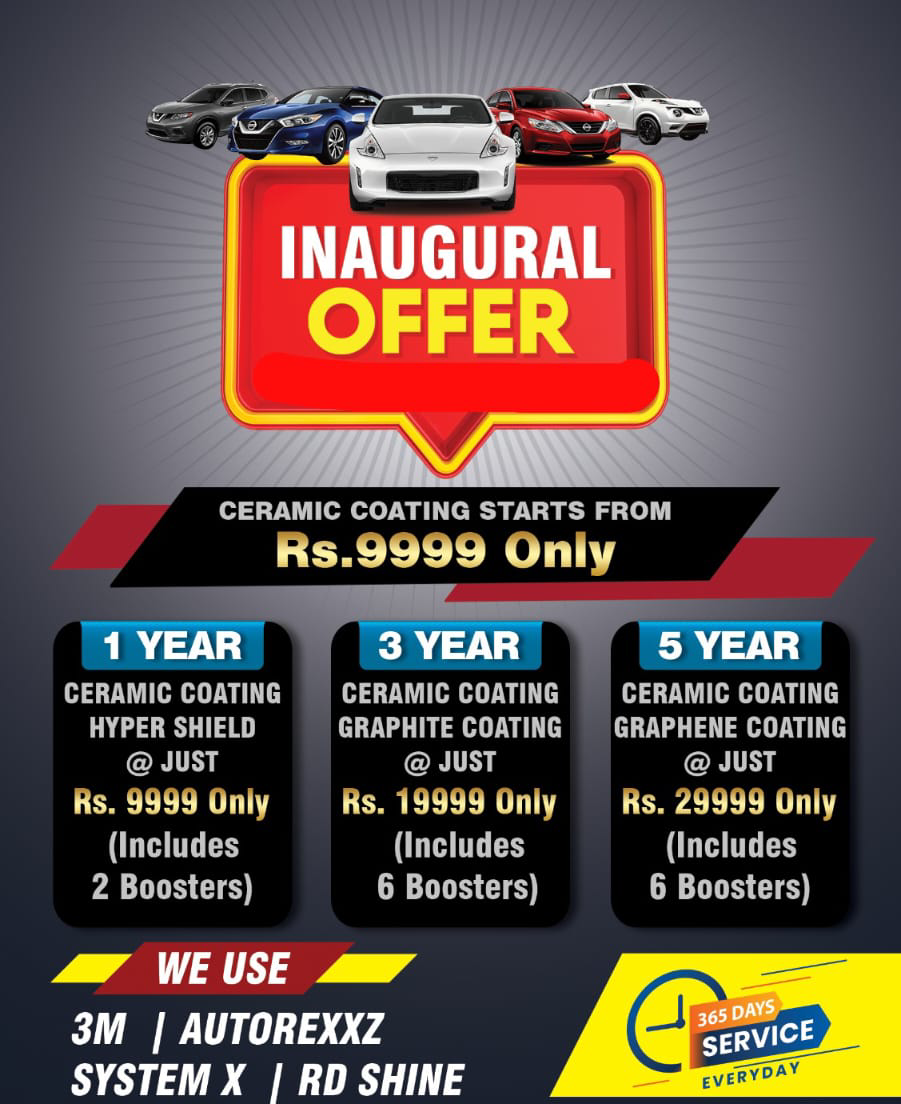 INAUGURAL
OFFER
CERAMIC COATING STARTS FROM
Rs.9999 Only
1 YEAR
CERAMIC COATING
HYPER SHIELD
@ JUST
Rs. 9999 Only
(Includes
2 Boosters)
3 YEAR
CERAMIC COATING
GRAPHITE COATING
@ JUST
Rs. 19999 Only
(Includes
6 Boosters)
5 YEAR
CERAMIC COATING
GRAPHENE COATING
@ JUST
Rs. 29999 Only
(Includes
6 Boosters)
WE USE
3M | AUTOREXXZ
SYSTEM X | RD SHINE
365 DAYS
SERVICE
EVERYDAY